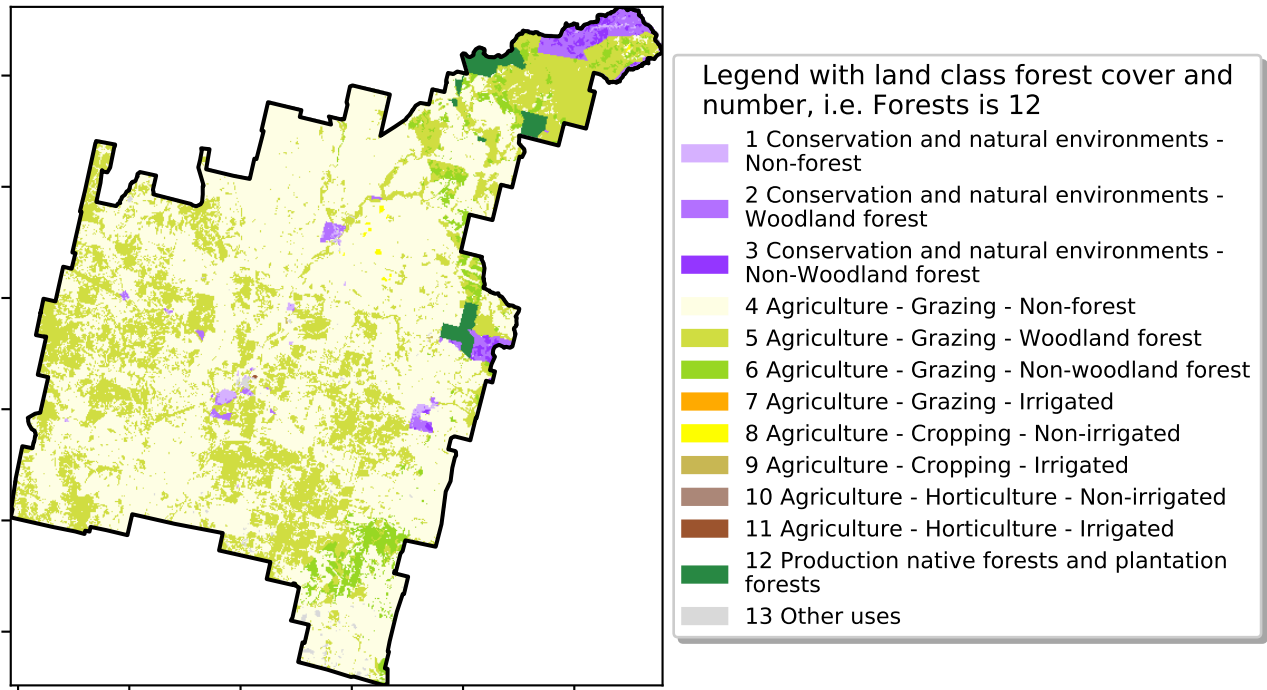 Legend with land class forest cover and
number, i.e. Forests is 12
1 Conservation and natural environments -
Non-forest
2 Conservation and natural environments -
Woodland forest
3 Conservation and natural environments -
Non-Woodland forest
4 Agriculture - Grazing - Non-forest
5 Agriculture - Grazing - Woodland forest
6 Agriculture - Grazing - Non-woodland forest
7 Agriculture - Grazing - Irrigated
8 Agriculture - Cropping - Non-irrigated
9 Agriculture - Cropping - Irrigated
10 Agriculture - Horticulture - Non-irrigated
11 Agriculture - Horticulture - Irrigated
12 Production native forests and plantation
forests
13 Other uses